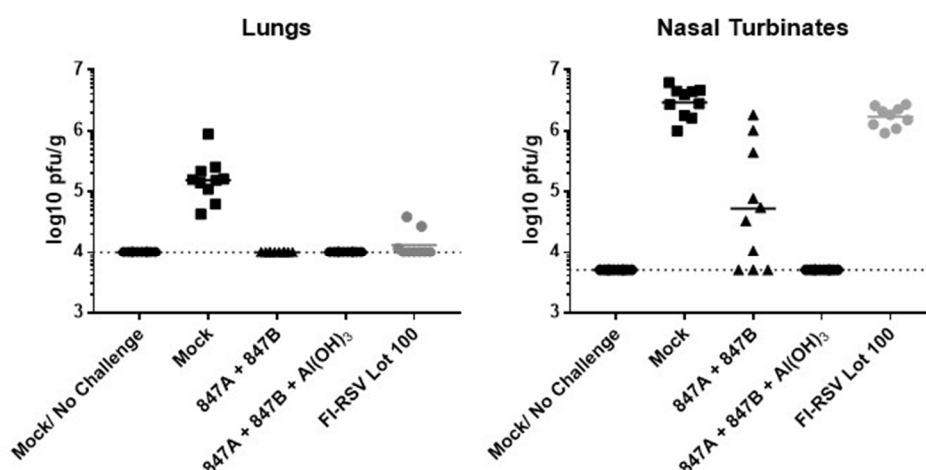 Lungs
log10 pfu/g
7
6
5
4
3
Mock/ No Challenge
Mock
847A + 847B
847A + 847B + Al(OH)3
FI-RSV Lot 100
Nasal Turbinates
log10 pfu/g
7
6
5
4
3
Mock/ No Challenge
Mock
847A + 847B
847A + 847B + Al(OH)3
FI-RSV Lot 100